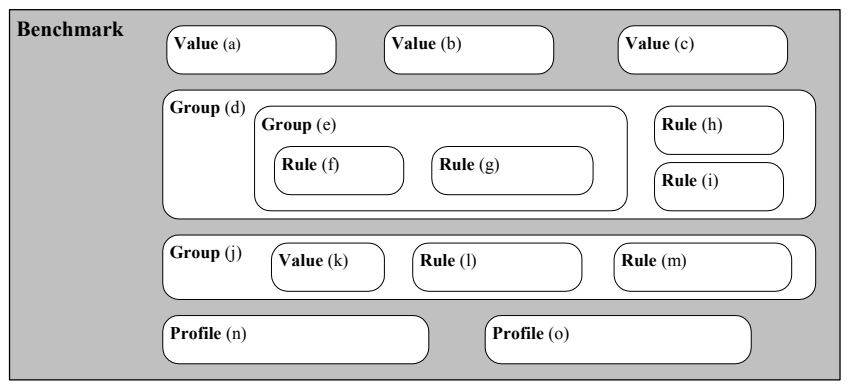 Benchmark
Value (a)
Value (b)
Value (c)
Group (d)
Group (e)
Rule (f)
Rule (g)
Rule (h)
Rule (i)
Group (j)
Value (k)
Rule (l)
Rule (m)
Profile (n)
Profile (o)